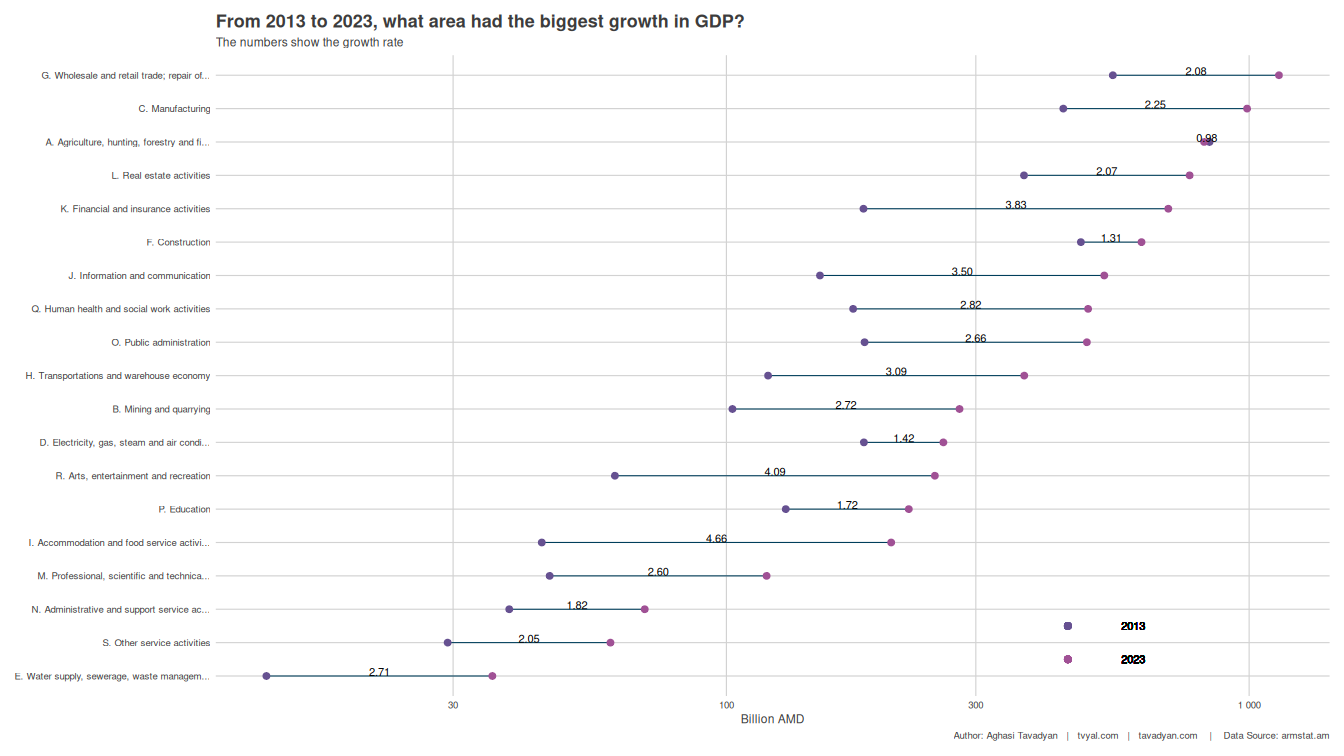 From 2013 to 2023, what area had the biggest growth in GDP?
The numbers show the growth rate
G. Wholesale and retail trade; repair of... 2.08
C. Manufacturing 2.25
A. Agriculture, hunting, forestry and fi... 0.98
L. Real estate activities 2.07
K. Financial and insurance activities 3.83
F. Construction 1.31
J. Information and communication 3.50
Q. Human health and social work activities 2.82
O. Public administration 2.66
H. Transportations and warehouse economy 3.09
B. Mining and quarrying 2.72
D. Electricity, gas, steam and air condi... 1.42
R. Arts, entertainment and recreation 4.09
P. Education 1.72
I. Accommodation and food service activi... 4.66
M. Professional, scientific and technica... 2.60
N. Administrative and support service ac... 1.82
2013
S. Other service activities 2.05
2023
E. Water supply, sewerage, waste managem... 2.71
30 100 300 1 000
Billion AMD
Author: Aghasi Tavadyan | tvyal.com | tavadyan.com | Data Source: armstat.am